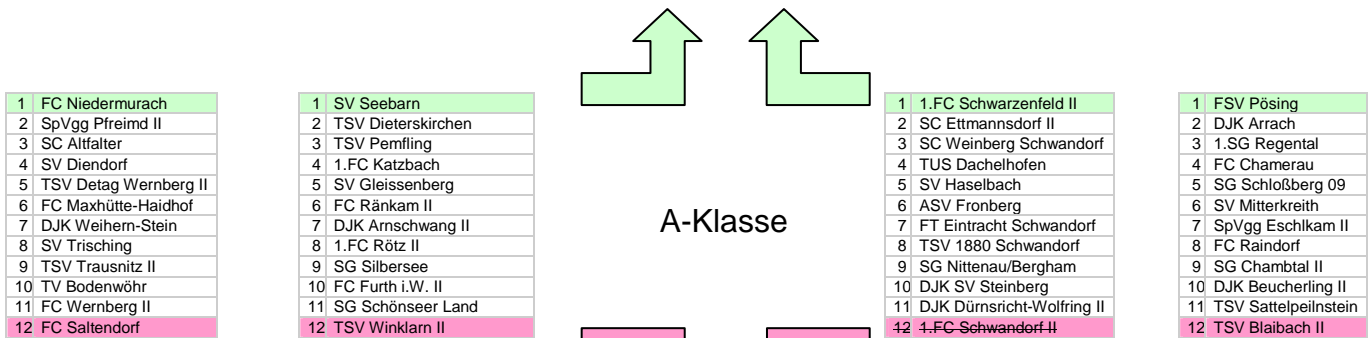 1 FC Niedermurach
2 SpVgg Pfreimd II
3 SC Altfalter
4 SV Diendorf
5 TSV Detag Wernberg II
6 FC Maxhütte-Haidhof
7 DJK Weihern-Stein
8 SV Trisching
9 TSV Trausnitz II
10 TV Bodenwöhr
11 FC Wernberg II
12 FC Saltendorf
1 SV Seebarn
2 TSV Dieterskirchen
3 TSV Pemfling
4 1.FC Katzbach
5 SV Gleissenberg
6 FC Ränkam II
7 DJK Arnschwang II
8 1.FC Rötz II
9 SG Silbersee
10 FC Furth i.W. II
11 SG Schönseer Land
12 TSV Winklarn II
A-Klasse
1 1.FC Schwarzenfeld II
2 SC Ettmannsdorf II
3 SC Weinberg Schwandorf
4 TUS Dachelhofen
5 SV Haselbach
6 ASV Fronberg
7 FT Eintracht Schwandorf
8 TSV 1880 Schwandorf
9 SG Nittenau/Bergham
10 DJK SV Steinberg
11 DJK Dürnsricht-Wolfring II
12 1.FC Schwandorf II
1 FSV Pösing
2 DJK Arrach
3 1.SG Regental
4 FC Chamerau
5 SG Schloßberg 09
6 SV Mitterkreith
7 SpVgg Eschlkam II
8 FC Raindorf
9 SG Chambtal II
10 DJK Beucherling II
11 TSV Sattelpeilnstein
12 TSV Blaibach II